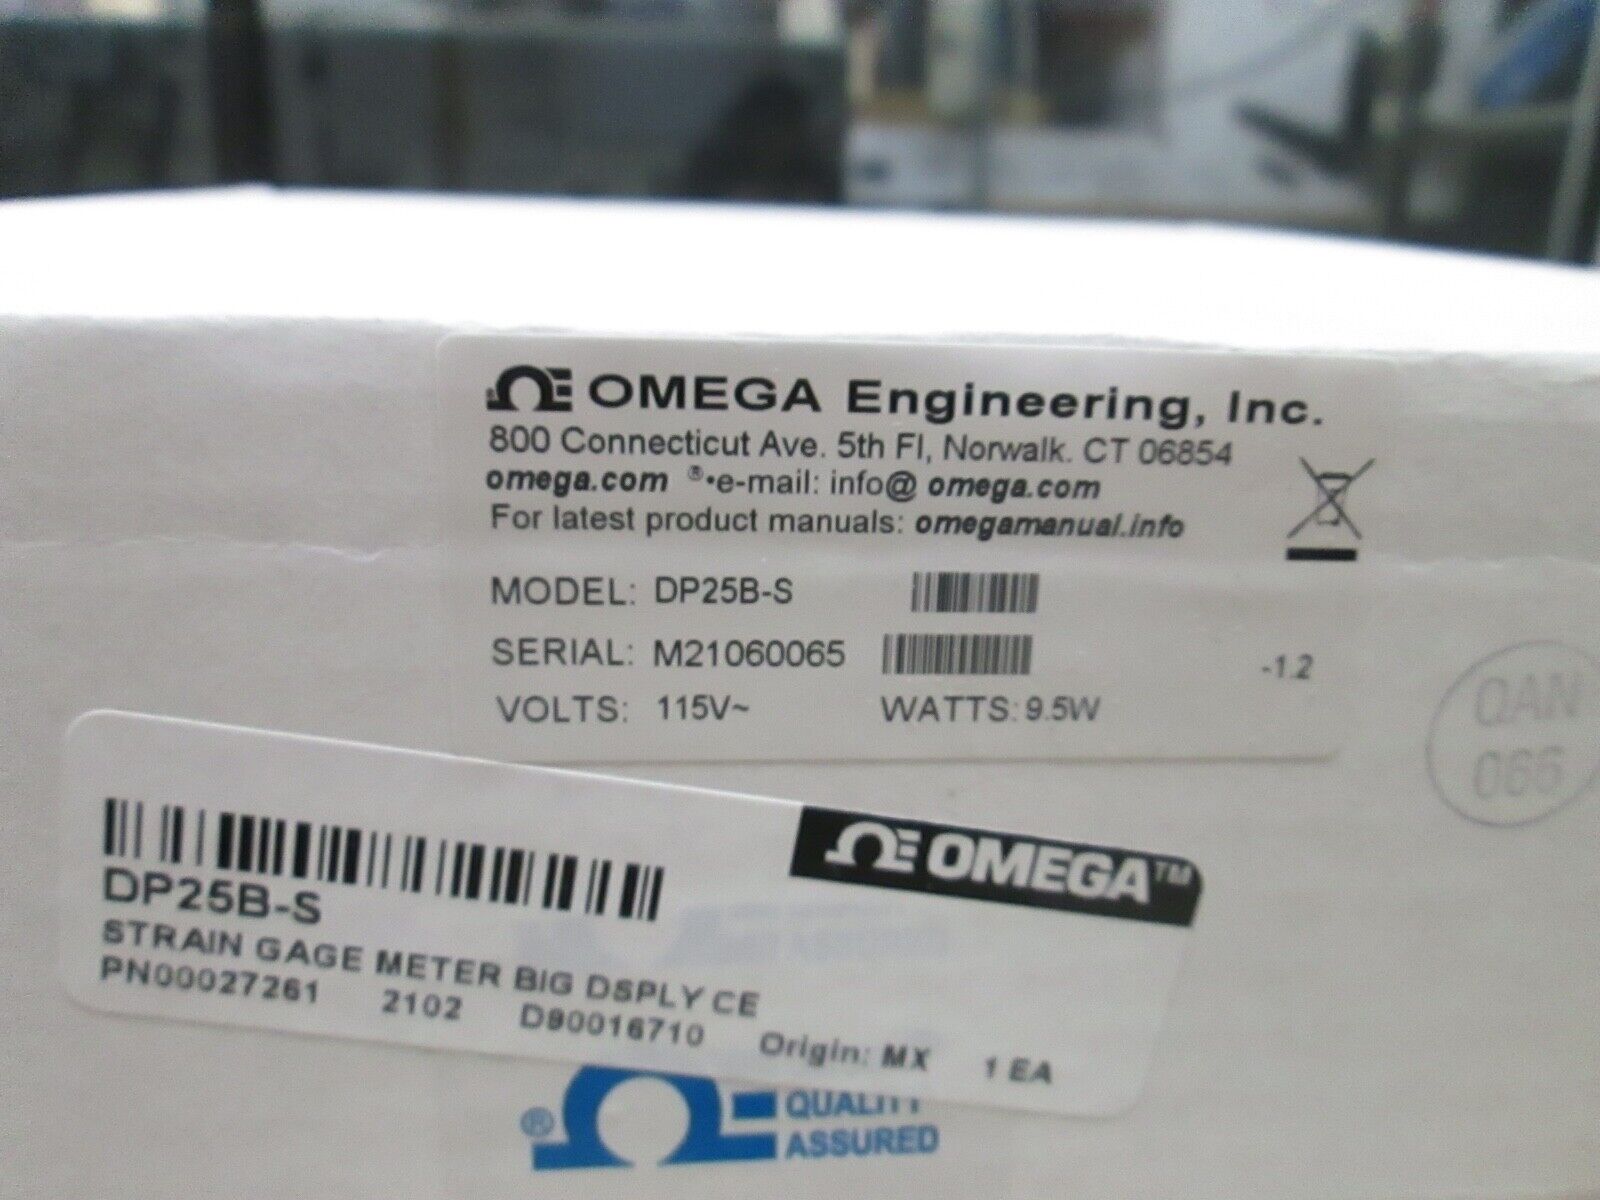 OMEGA Engineering, Inc.
800 Connecticut Ave. 5th Fl, Norwalk. CT 06854
omega.com ®•e-mail: info@ omega.com
For latest product manuals: omegamanual.info
MODEL: DP25B-S
SERIAL: M21060065
-1.2
VOLTS: 115V~ WATTS: 9.5W
QAN
066
OMEGA™
DP25B-S
STRAIN GAGE METER BIG DSPLY CE
PN00027261 2102 D90016710 Origin: MX 1 EA
®
QUALITY
ASSURED